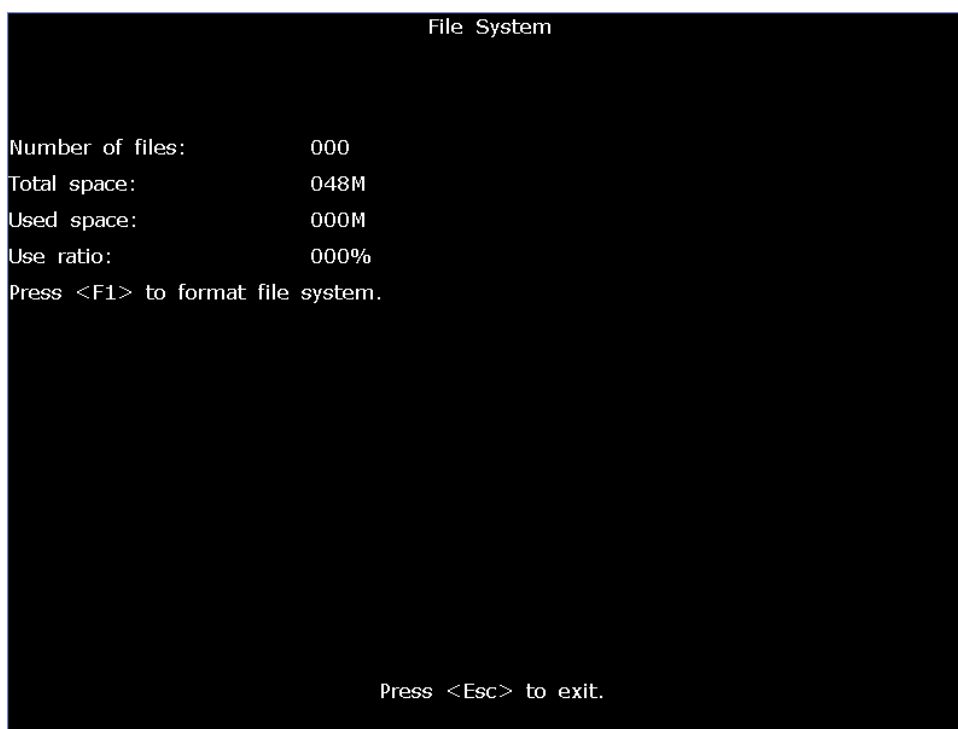 File System
Number of files: 000
Total space: 048M
Used space: 000M
Use ratio: 000%
Press <F1> to format file system.
Press <Esc> to exit.